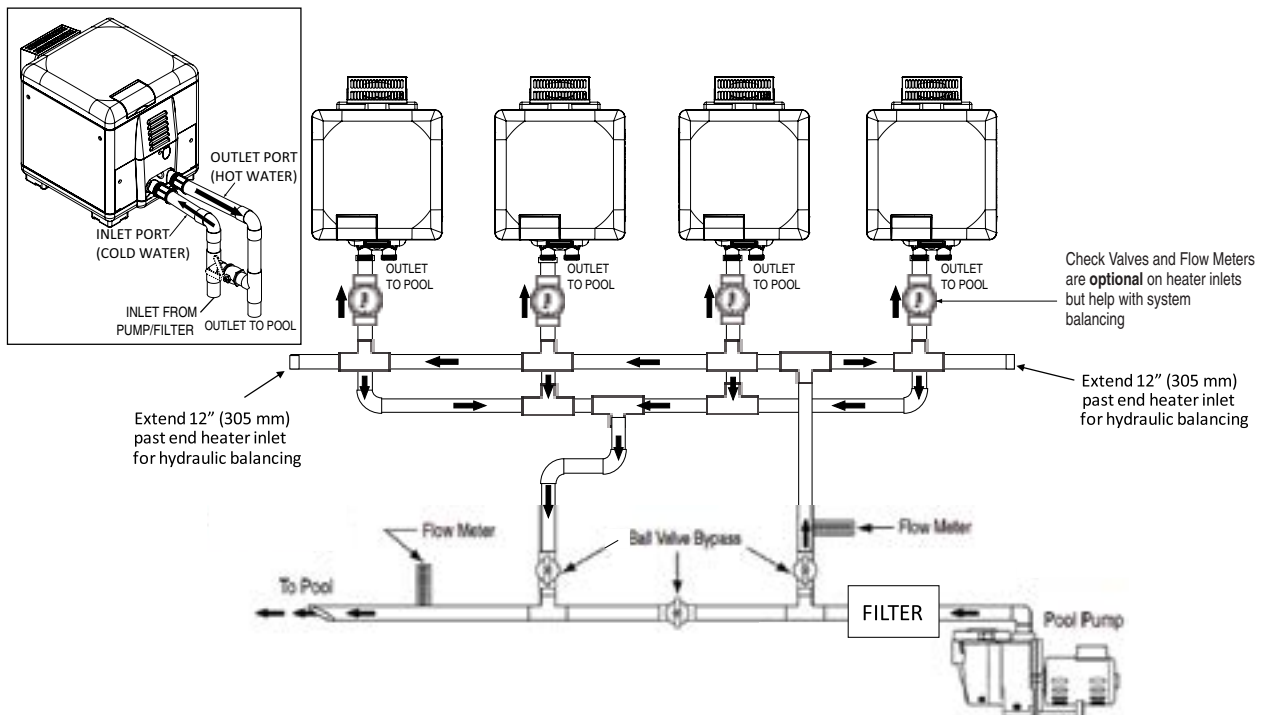 OUTLET PORT
(HOT WATER)
INLET PORT
(COLD WATER)
INLET FROM
PUMP/FILTER
OUTLET TO POOL
OUTLET
TO POOL
OUTLET
TO POOL
OUTLET
TO POOL
OUTLET
TO POOL
Check Valves and Flow Meters
are optional on heater inlets
but help with system
balancing
Extend 12” (305 mm)
past end heater inlet
for hydraulic balancing
Extend 12” (305 mm)
past end heater inlet
for hydraulic balancing
Flow Meter
Ball Valve Bypass
Flow Meter
To Pool
FILTER
Pool Pump